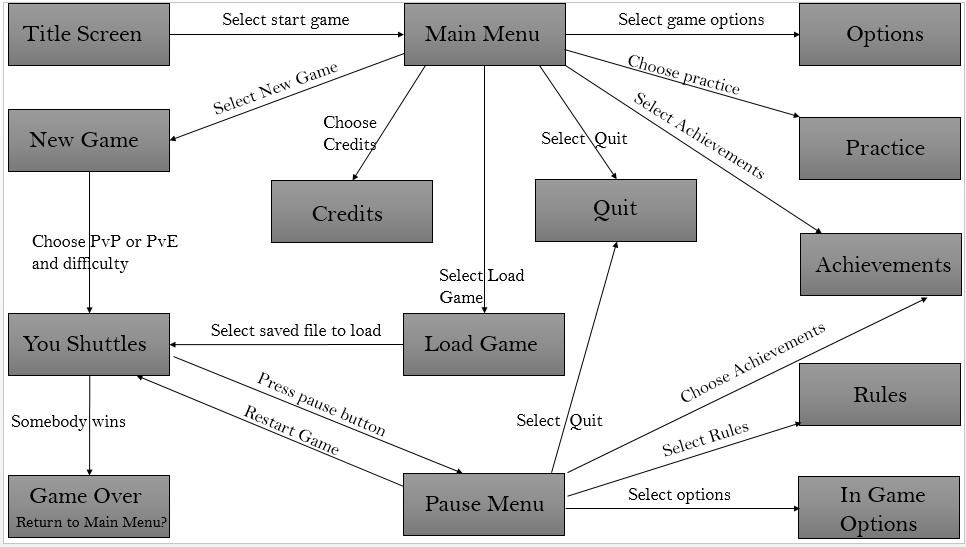 Title Screen
Select start game
Main Menu
Select game options
Options
Select New Game
Choose practice
New Game
Choose
Credits
Select Quit
Select Achievements
Practice
Credits
Quit
Choose PvP or PvE
and difficulty
Select Load
Game
Achievements
You Shuttles
Select saved file to load
Load Game
Press pause button
Restart Game
Choose Achievements
Rules
Somebody wins
Select Quit
Select Rules
Game Over
Return to Main Menu?
Pause Menu
Select options
In Game
Options